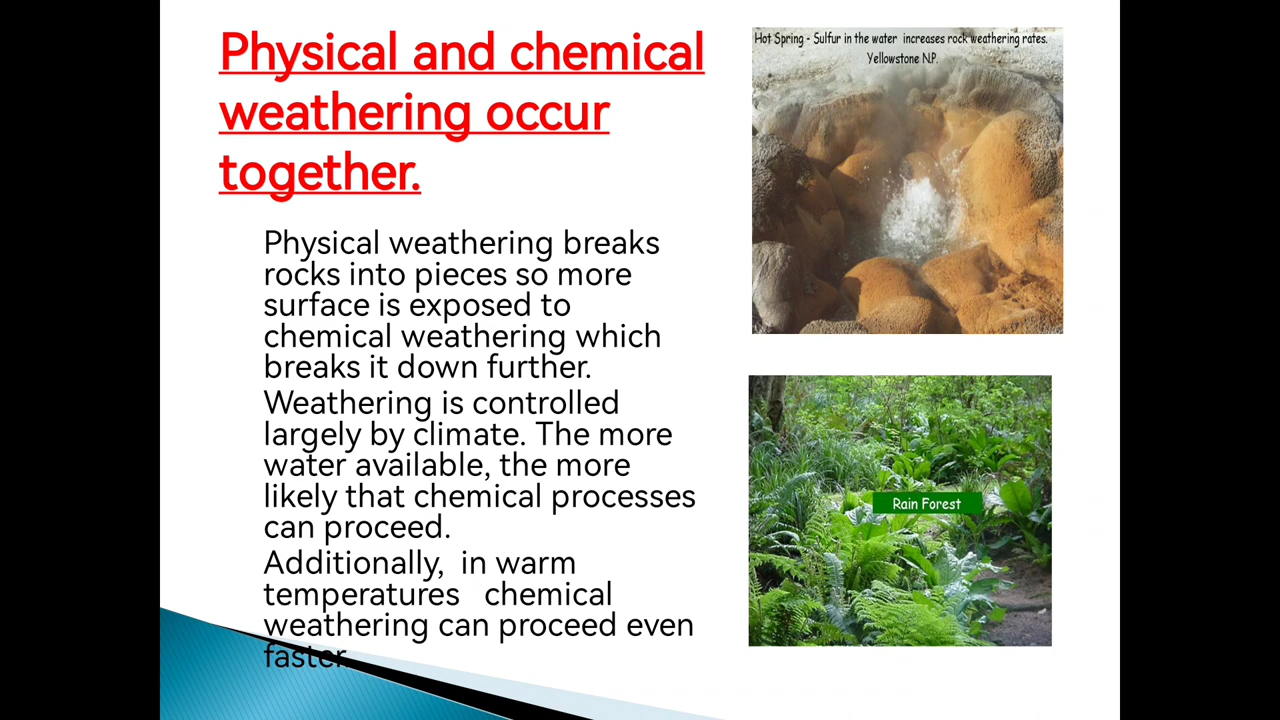 Physical and chemical
weathering occur
together.
Physical weathering breaks
rocks into pieces so more
surface is exposed to
chemical weathering which
breaks it down further.
Weathering is controlled
largely by climate. The more
water available, the more
likely that chemical processes
can proceed.
Additionally,  in warm
temperatures   chemical
weathering can proceed even
faster.
Hot Spring - Sulfur in the water  increases rock weathering rates.
Yellowstone N.P.
Rain Forest